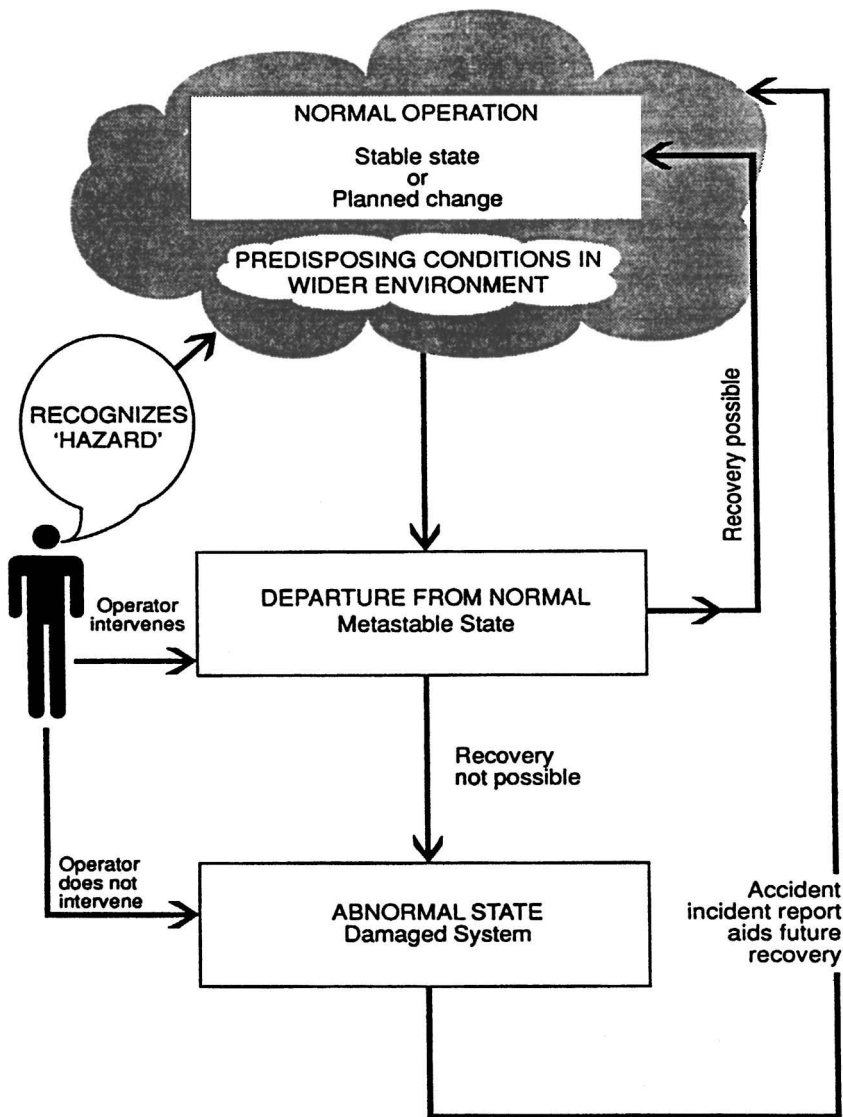 NORMAL OPERATION
Stable state
or
Planned change
PREDISPOSING CONDITIONS IN
WIDER ENVIRONMENT
RECOGNIZES
‘HAZARD’
Recovery possible
Operator
intervenes
DEPARTURE FROM NORMAL
Metastable State
Recovery
not possible
Operator
does not
intervene
ABNORMAL STATE
Damaged System
Accident
incident report
aids future
recovery